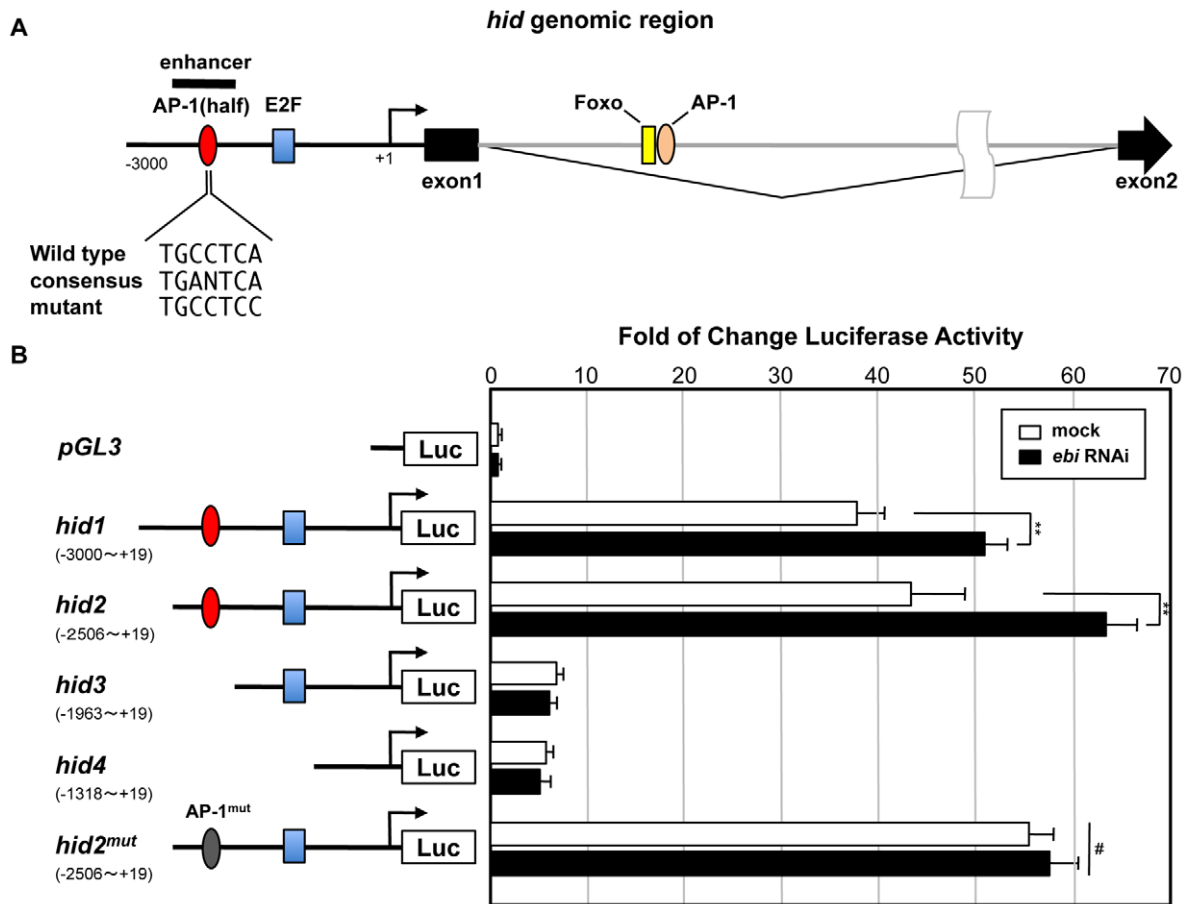 hid genomic region
A
enhancer
AP-1(half)
E2F
Foxo
AP-1
-3000
+1
exon1
exon2
Wild type TGCCTCA
consensus TGANTCA
mutant TGCCTCC
B
Fold of Change Luciferase Activity
0 10 20 30 40 50 60 70
mock
ebi RNAi
pGL3
Luc
hid1
Luc
(-3000~+19)
**
hid2
Luc
(-2506~+19)
**
hid3
Luc
(-1963~+19)
hid4
Luc
(-1318~+19)
AP-1mut
hid2mut
Luc
(-2506~+19)
#